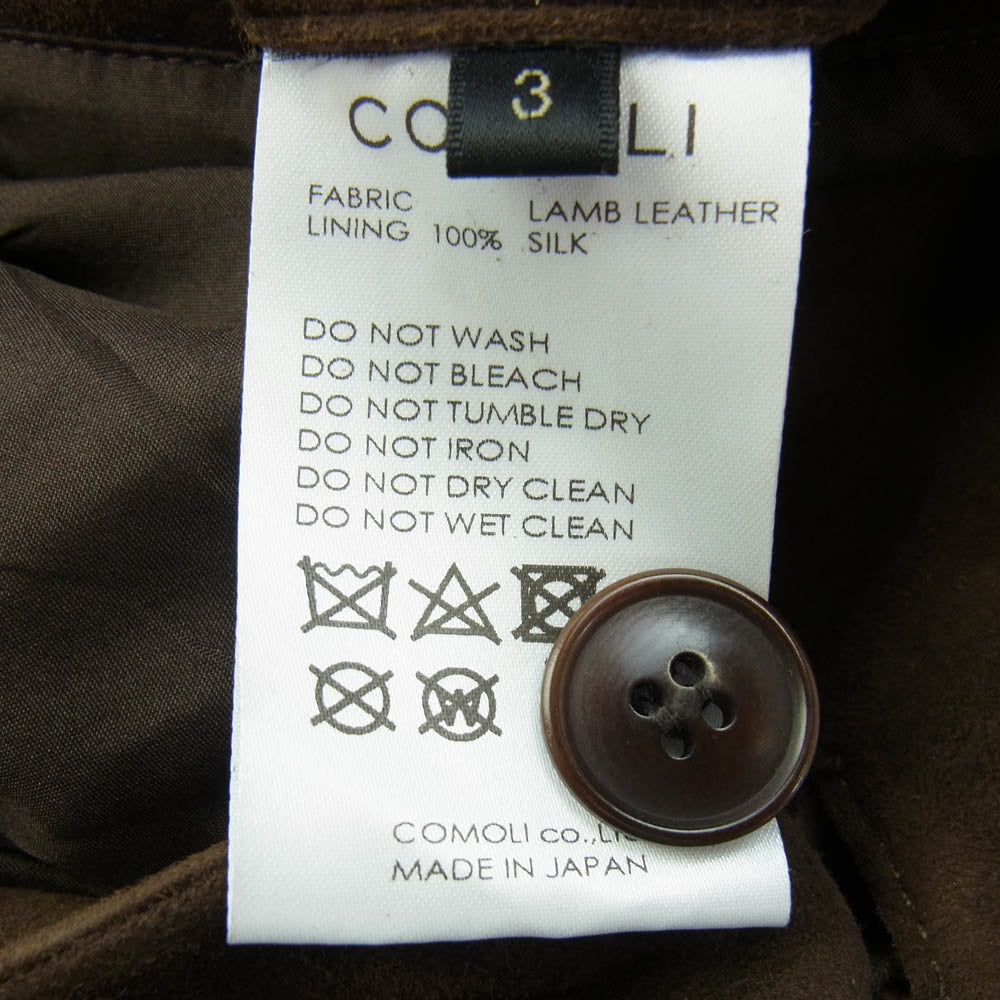 3
CO LI
FABRIC LAMB LEATHER
LINING 100% SILK
DO NOT WASH
DO NOT BLEACH
DO NOT TUMBLE DRY
DO NOT IRON
DO NOT DRY CLEAN
DO NOT WET CLEAN
W
COMOLI co.,Lt
MADE IN JAPAN